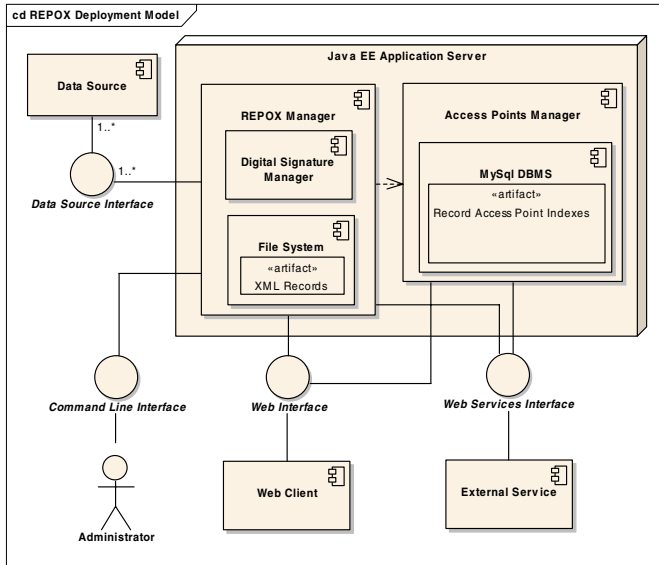 cd REPOX Deployment Model
Java EE Application Server
Data Source
REPOX Manager
Access Points Manager
1..*
Digital Signature
Manager
MySql DBMS
«artifact»
Record Access Point Indexes
1..*
Data Source Interface
File System
«artifact»
XML Records
Command Line Interface
Web Interface
Web Services Interface
Web Client
External Service
Administrator